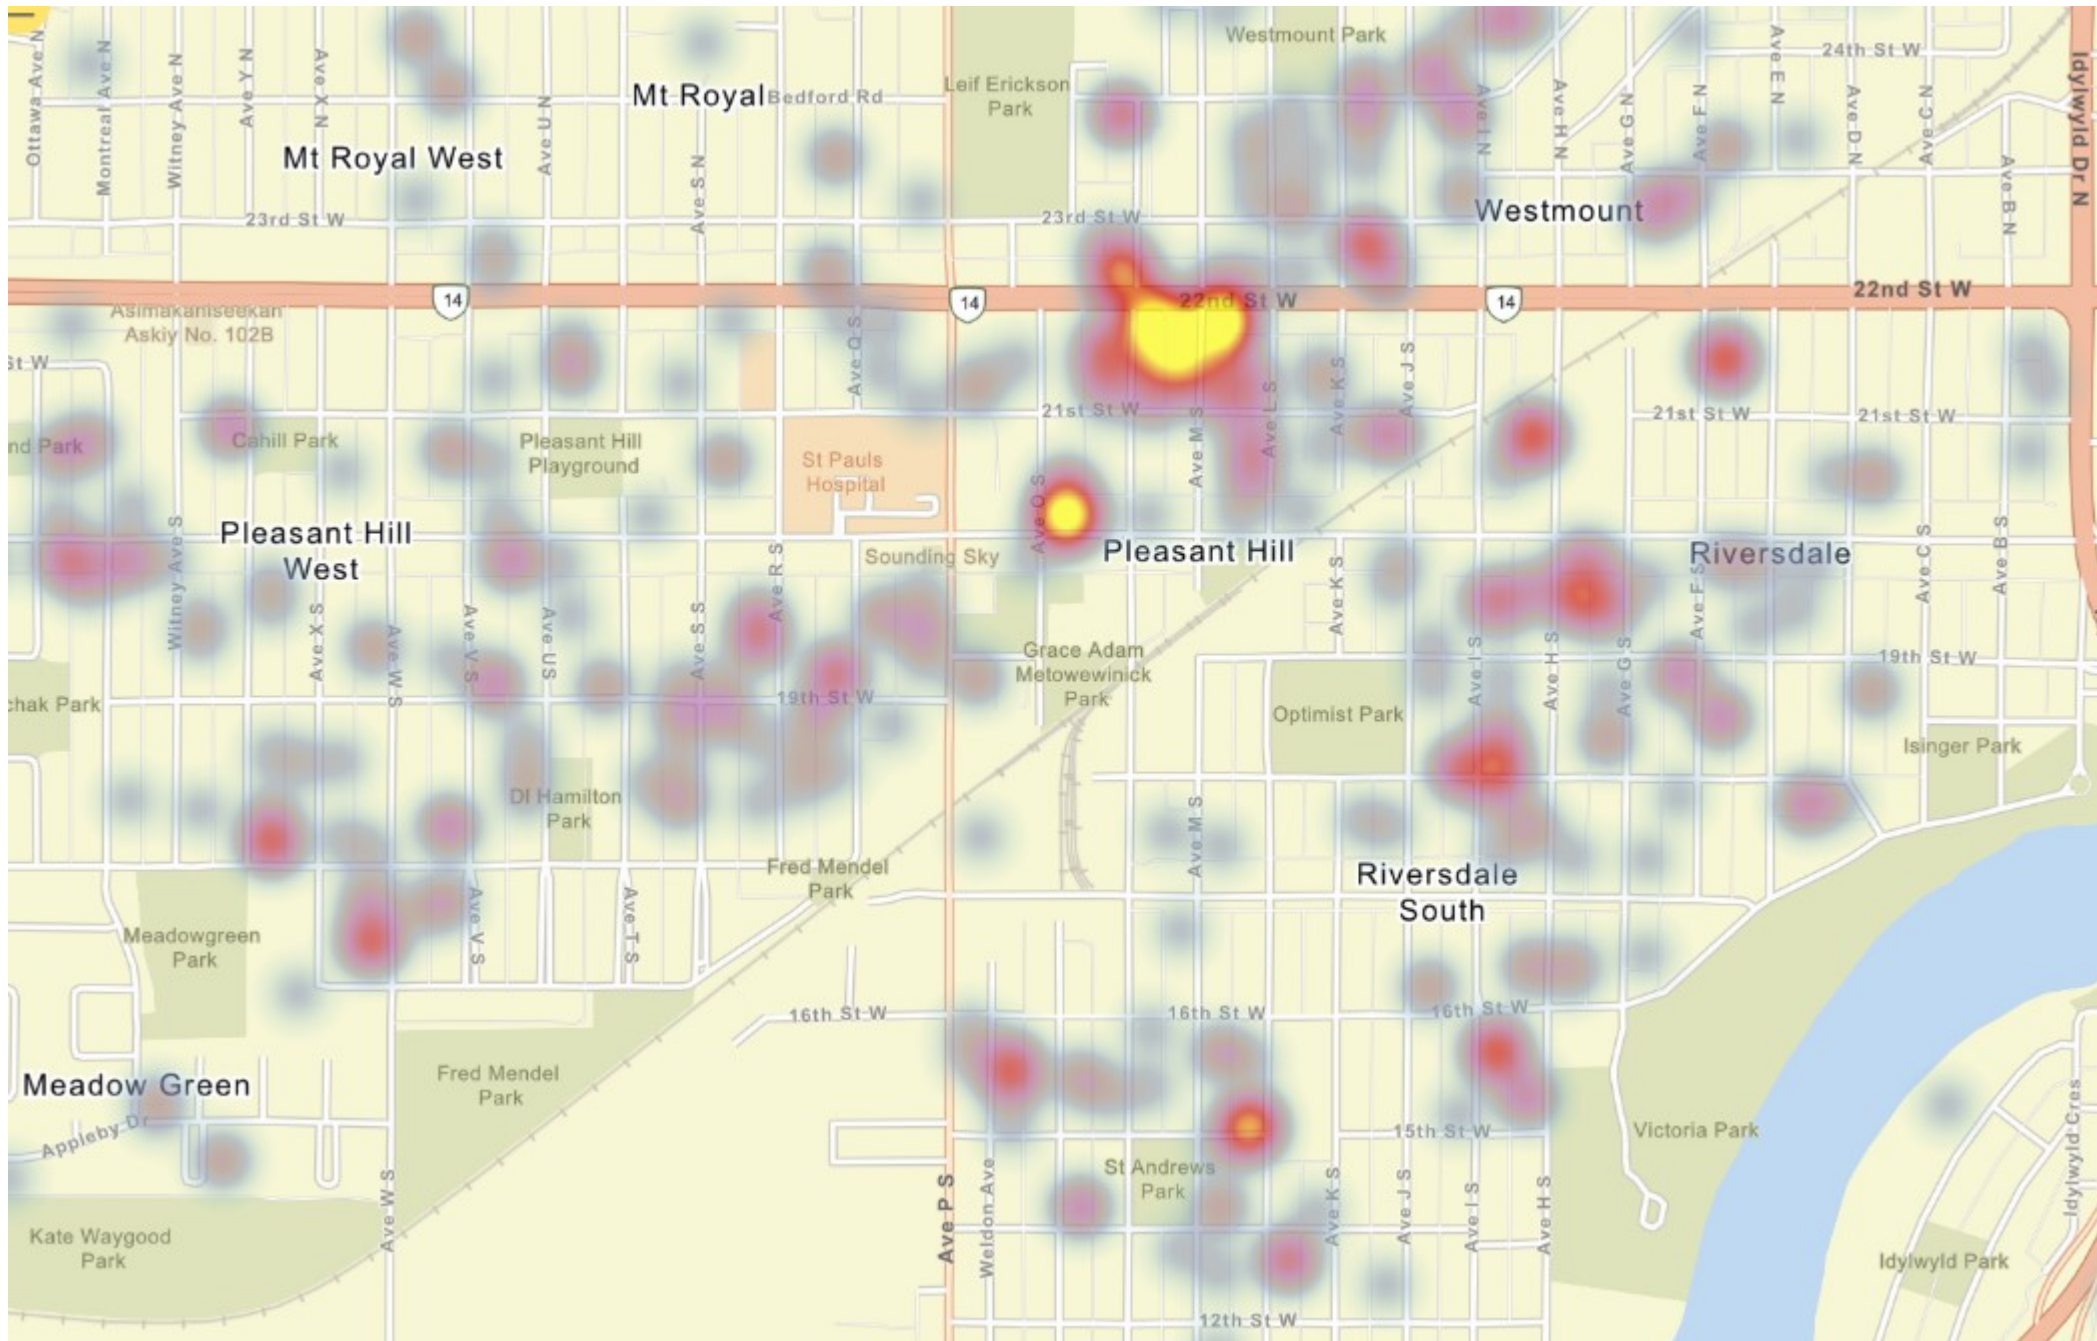 Westmount Park
24th St W
Leif Erickson
Park
Mt Royal
Bedford Rd
Ottawa Ave N
Montreal Ave N
Witney Ave N
Ave Y N
Ave X N
Ave U N
Ave S N
Ave I N
Ave H N
Ave G N
Ave F N
Ave E N
Ave D N
Ave C N
Ave B N
Idylwyld Dr N
Mt Royal West
Westmount
23rd St W
23rd St W
14
14
22nd St W
14
22nd St W
Asimakaniseekan
Askiy No. 102B
St W
Ave Q S
Ave K S
Ave J S
21st St W
21st St W
21st St W
Ave M S
Ave L S
nd Park
Cahill Park
Pleasant Hill
Playground
St Pauls
Hospital
Ave O S
Pleasant Hill
West
Witney Ave S
Sounding Sky
Pleasant Hill
Riversdale
Ave R S
Ave X S
Ave W S
Ave V S
Ave US
Ave S S
Ave K S
Ave I S
Ave H S
Ave G S
Ave F S
Ave C S
Ave B S
Grace Adam
Metowewinick
Park
19th St W
19th St W
chak Park
Optimist Park
Isinger Park
DI Hamilton
Park
Ave M S
Fred Mendel
Park
Riversdale
South
Ave V S
Ave T S
Meadowgreen
Park
16th St W
16th St W
16th St W
Meadow Green
Fred Mendel
Park
Appleby Dr
15th St W
Victoria Park
St Andrews
Park
Ave W S
Ave P S
Weldon Ave
Ave K S
Ave J S
Ave I S
Ave H S
Idylwyld Cres
Kate Waygood
Park
Idylwyld Park
12th St W